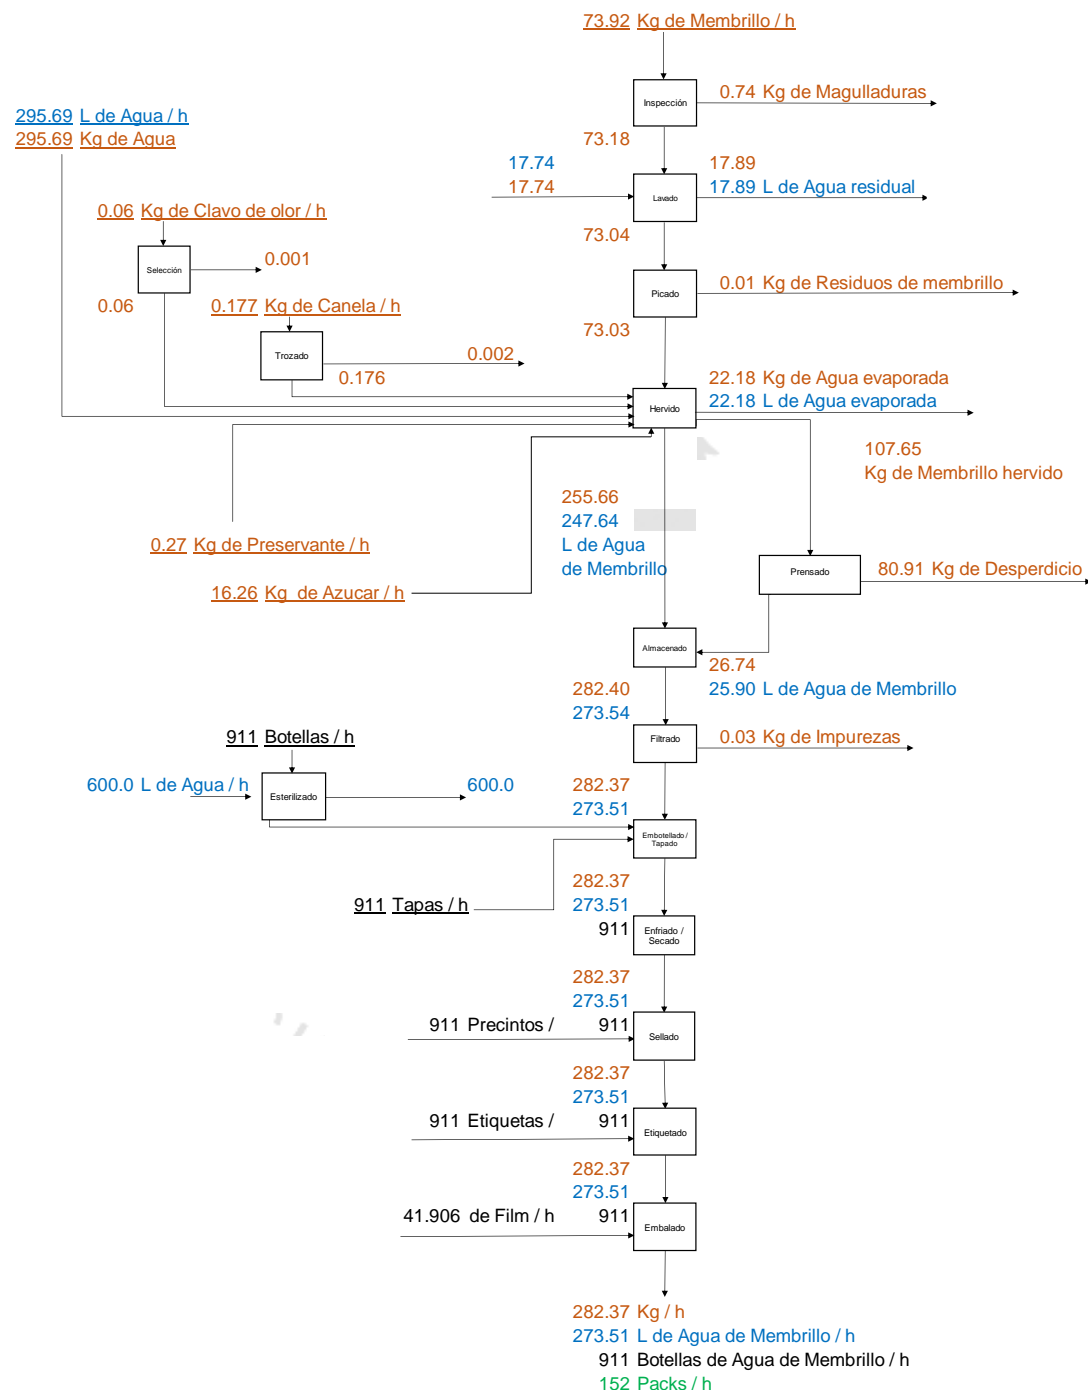 73.92 Kg de Membrillo / h
Inspección
0.74 Kg de Magulladuras
295.69 L de Agua / h
295.69 Kg de Agua
73.18
17.74
17.74
Lavado
17.89
17.89 L de Agua residual
0.06 Kg de Clavo de olor / h
73.04
Selección
0.001
0.06
Picado
0.01 Kg de Residuos de membrillo
0.177 Kg de Canela / h
73.03
Trozado
0.002
0.176
Hervido
22.18 Kg de Agua evaporada
22.18 L de Agua evaporada
107.65
Kg de Membrillo hervido
255.66
247.64
L de Agua
de Membrillo
0.27 Kg de Preservante / h
Prensado
80.91 Kg de Desperdicio
16.26 Kg de Azucar / h
Almacenado
26.74
25.90 L de Agua de Membrillo
282.40
273.54
911 Botellas / h
Filtrado
0.03 Kg de Impurezas
600.0 L de Agua / h
Esterilizado
600.0
282.37
273.51
Embotellado /
Tapado
911 Tapas / h
282.37
273.51
911
Enfriado /
Secado
282.37
273.51
911 Precintos /
911
Sellado
282.37
273.51
911 Etiquetas /
911
Etiquetado
282.37
273.51
41.906 de Film / h
911
Embalado
282.37 Kg / h
273.51 L de Agua de Membrillo / h
911 Botellas de Agua de Membrillo / h
152 Packs / h